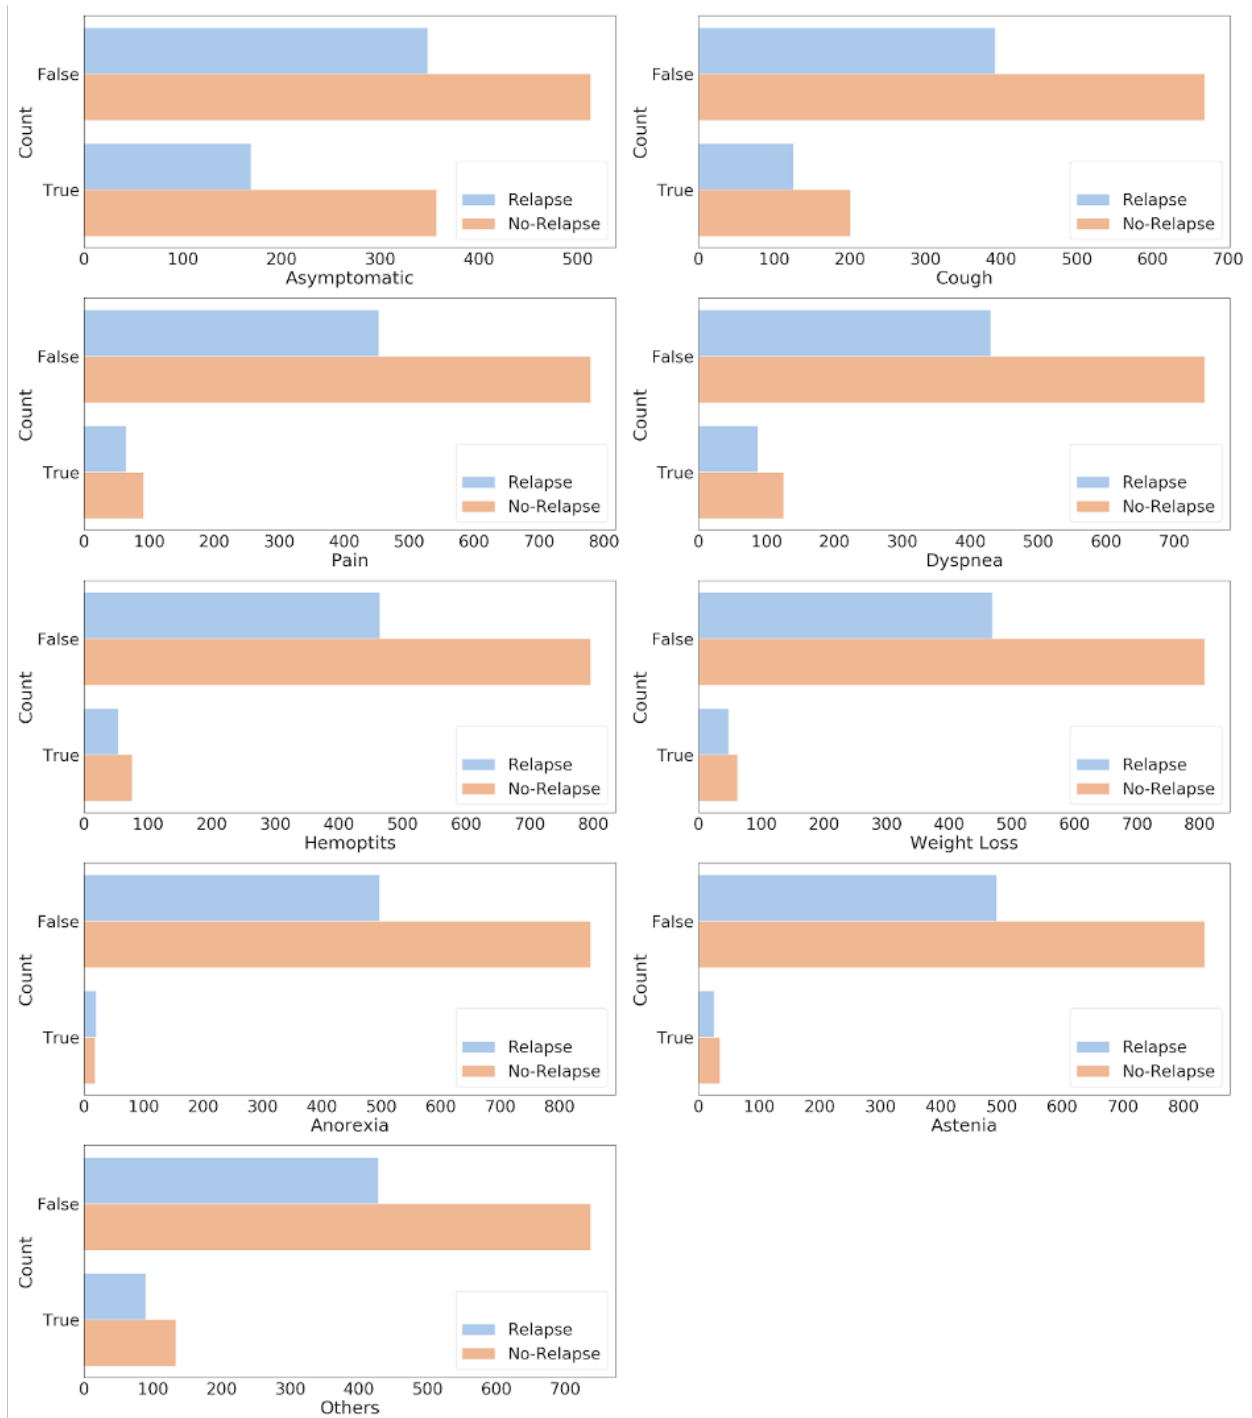 Count
False
True
Relapse
No-Relapse
0 100 200 300 400 500
Asymptomatic
Count
False
True
Relapse
No-Relapse
0 100 200 300 400 500 600 700
Cough
Count
False
True
Relapse
No-Relapse
0 100 200 300 400 500 600 700 800
Pain
Count
False
True
Relapse
No-Relapse
0 100 200 300 400 500 600 700
Dyspnea
Count
False
True
Relapse
No-Relapse
0 100 200 300 400 500 600 700 800
Hemoptits
Count
False
True
Relapse
No-Relapse
0 100 200 300 400 500 600 700 800
Weight Loss
Count
False
True
Relapse
No-Relapse
0 100 200 300 400 500 600 700 800
Anorexia
Count
False
True
Relapse
No-Relapse
0 100 200 300 400 500 600 700 800
Astenia
Count
False
True
Relapse
No-Relapse
0 100 200 300 400 500 600 700
Others